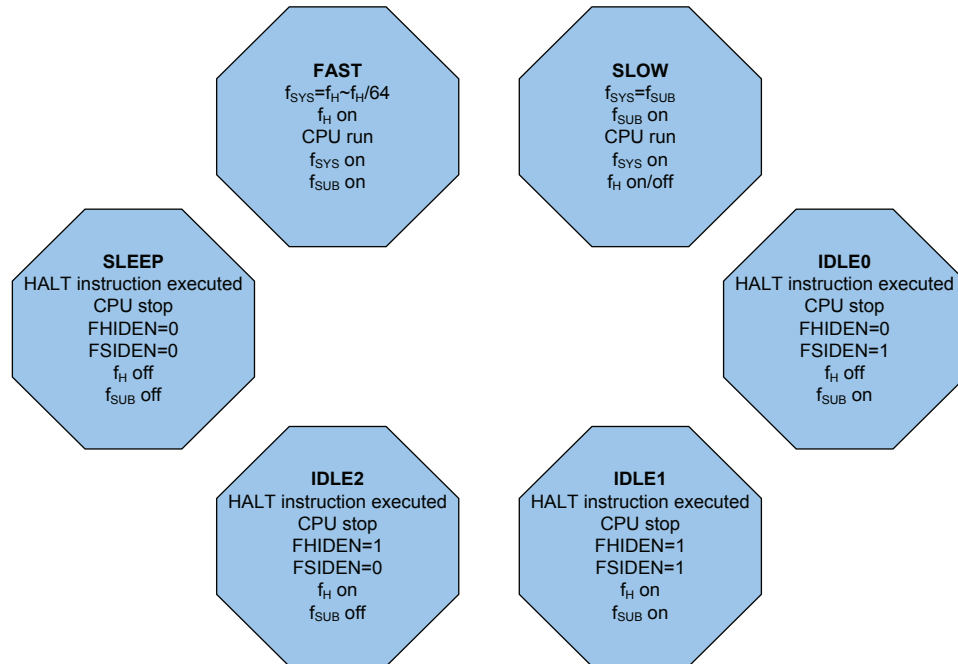 FAST
fSYS=fH~fH/64
fH on
CPU run
fSYS on
fSUB on
SLOW
fSYS=fSUB
fSUB on
CPU run
fSYS on
fH on/off
SLEEP
HALT instruction executed
CPU stop
FHIDEN=0
FSIDEN=0
fH off
fSUB off
IDLE0
HALT instruction executed
CPU stop
FHIDEN=0
FSIDEN=1
fH off
fSUB on
IDLE2
HALT instruction executed
CPU stop
FHIDEN=1
FSIDEN=0
fH on
fSUB off
IDLE1
HALT instruction executed
CPU stop
FHIDEN=1
FSIDEN=1
fH on
fSUB on